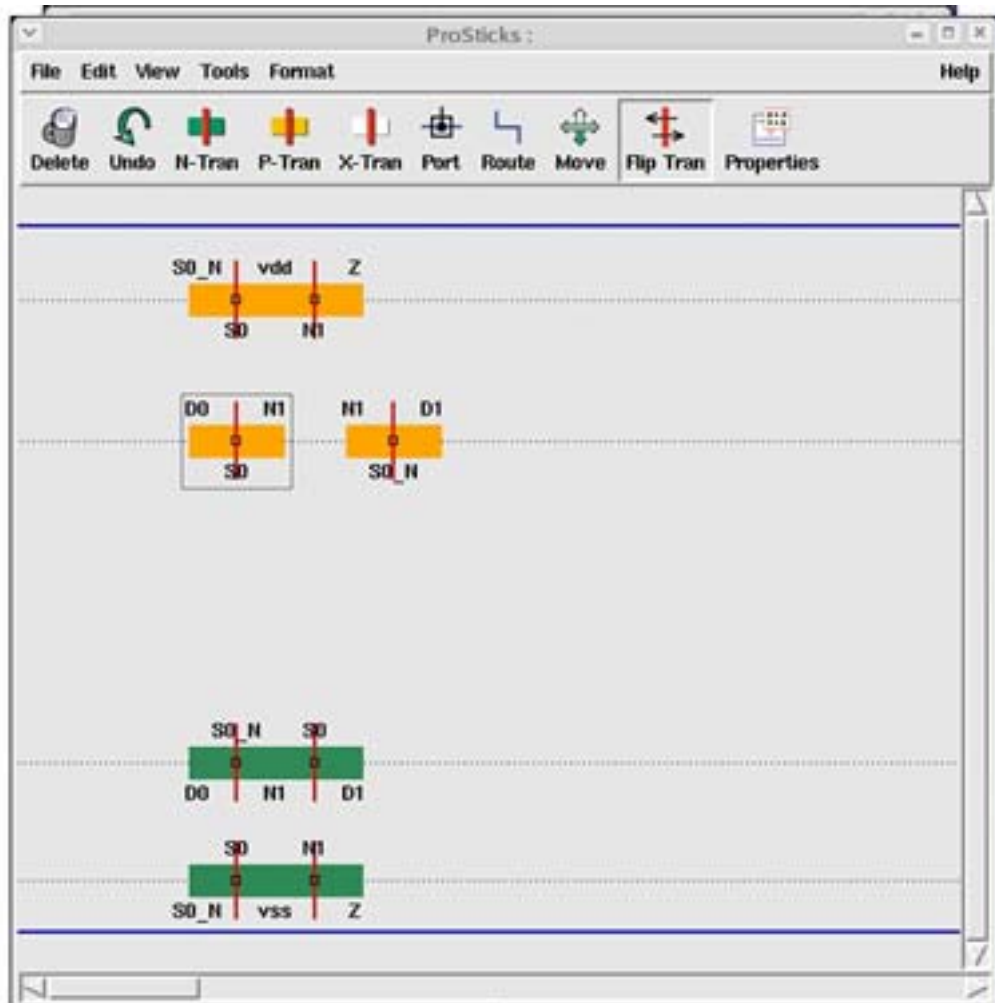 ProSticks :
File Edit View Tools Format Help
Delete Undo N-Tran P-Tran X-Tran Port Route Move Flip Tran Properties
S0_N vdd Z
S0 N1
D0 N1 N1 D1
S0 S0_N
S0_N S0
D0 N1 D1
S0 N1
S0_N vss Z